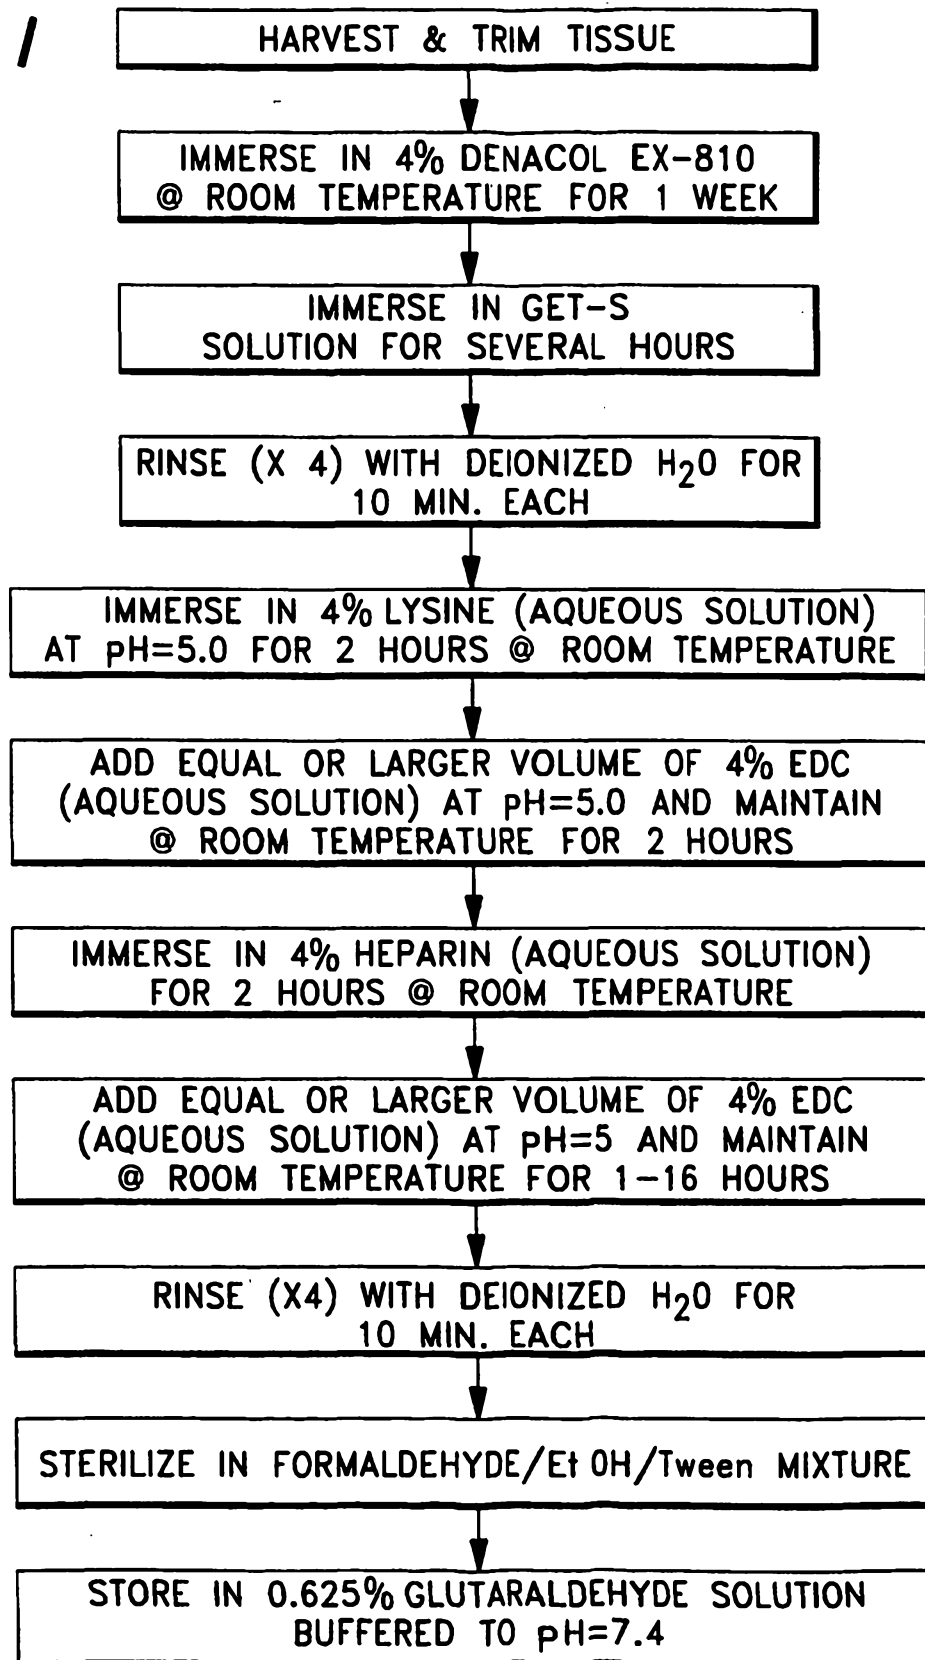 HARVEST & TRIM TISSUE
IMMERSE IN 4% DENACOL EX-810
@ ROOM TEMPERATURE FOR 1 WEEK
IMMERSE IN GET-S
SOLUTION FOR SEVERAL HOURS
RINSE (X 4) WITH DEIONIZED H2O FOR
10 MIN. EACH
IMMERSE IN 4% LYSINE (AQUEOUS SOLUTION)
AT pH=5.0 FOR 2 HOURS @ ROOM TEMPERATURE
ADD EQUAL OR LARGER VOLUME OF 4% EDC
(AQUEOUS SOLUTION) AT pH=5.0 AND MAINTAIN
@ ROOM TEMPERATURE FOR 2 HOURS
IMMERSE IN 4% HEPARIN (AQUEOUS SOLUTION)
FOR 2 HOURS @ ROOM TEMPERATURE
ADD EQUAL OR LARGER VOLUME OF 4% EDC
(AQUEOUS SOLUTION) AT pH=5 AND MAINTAIN
@ ROOM TEMPERATURE FOR 1-16 HOURS
RINSE (X4) WITH DEIONIZED H2O FOR
10 MIN. EACH
STERILIZE IN FORMALDEHYDE/Et OH/Tween MIXTURE
STORE IN 0.625% GLUTARALDEHYDE SOLUTION
BUFFERED TO pH=7.4